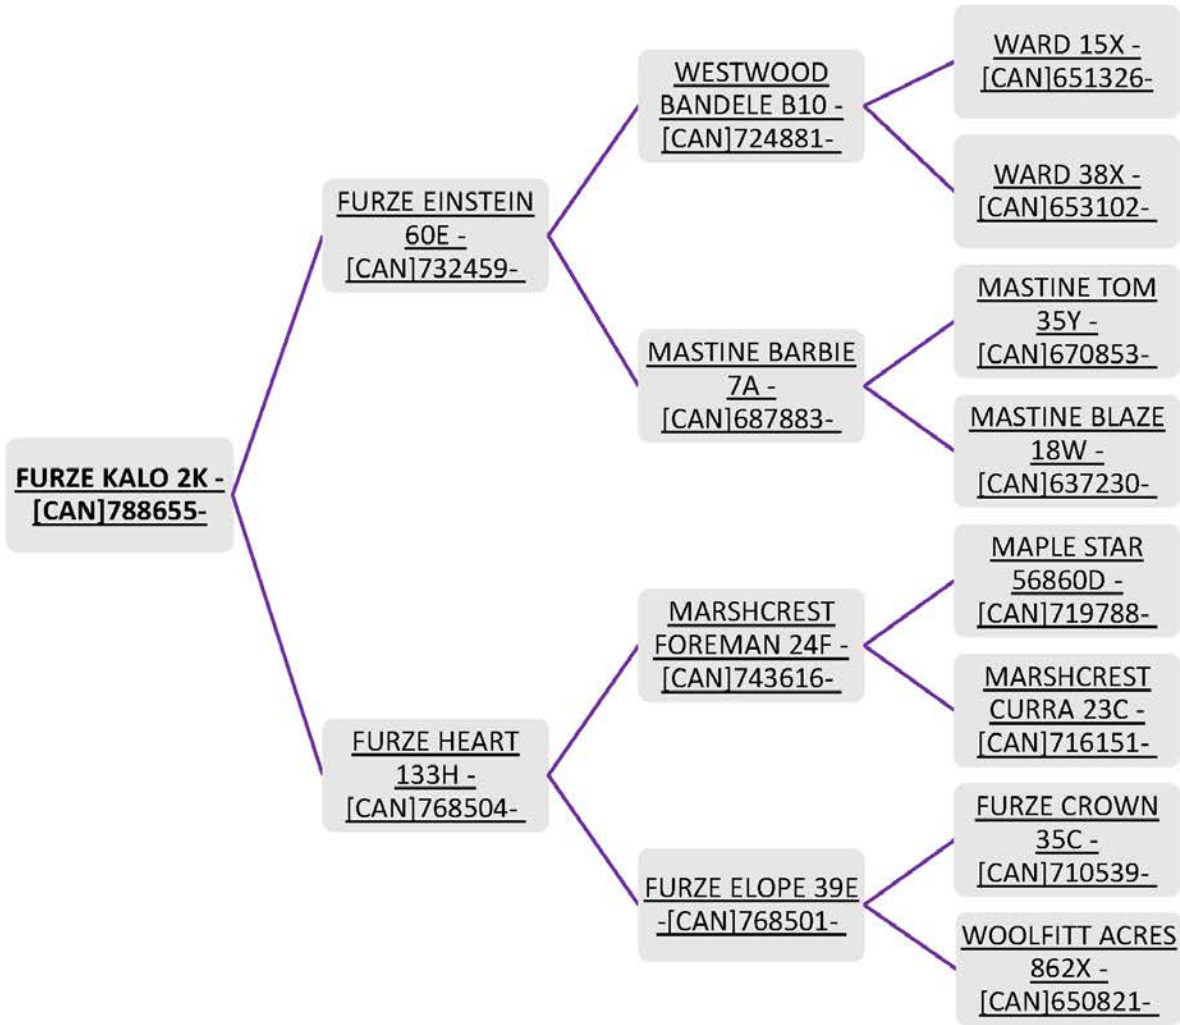 FURZE KALO 2K -
[CAN]788655-
FURZE EINSTEIN
60E -
[CAN]732459-
FURZE HEART
133H -
[CAN]768504-
WESTWOOD
BANDELE B10 -
[CAN]724881-
MASTINE BARBIE
7A -
[CAN]687883-
MARSHCREST
FOREMAN 24F -
[CAN]743616-
FURZE ELOPE 39E
-[CAN]768501-
WARD 15X -
[CAN]651326-
WARD 38X -
[CAN]653102-
MASTINE TOM
35Y -
[CAN]670853-
MASTINE BLAZE
18W -
[CAN]637230-
MAPLE STAR
56860D -
[CAN]719788-
MARSHCREST
CURRA 23C -
[CAN]716151-
FURZE CROWN
35C -
[CAN]710539-
WOOLFITT ACRES
862X -
[CAN]650821-